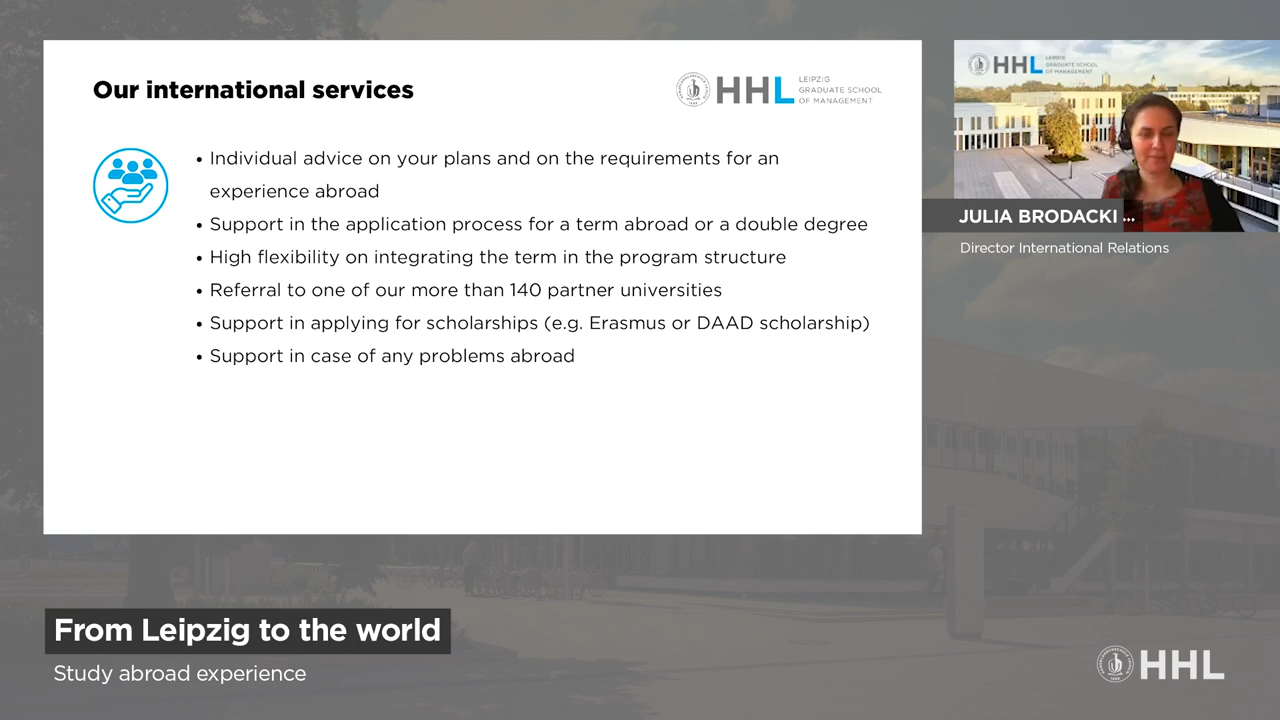 Our international services
HHL
LEIPZIG
GRADUATE SCHOOL
OF MANAGEMENT
• Individual advice on your plans and on the requirements for an
experience abroad
• Support in the application process for a term abroad or a double degree
• High flexibility on integrating the term in the program structure
• Referral to one of our more than 140 partner universities
• Support in applying for scholarships (e.g. Erasmus or DAAD scholarship)
• Support in case of any problems abroad
HHL
LEIPZIG
GRADUATE SCHOOL
OF MANAGEMENT
JULIA BRODACKI ...
Director International Relations
From Leipzig to the world
Study abroad experience
HHL